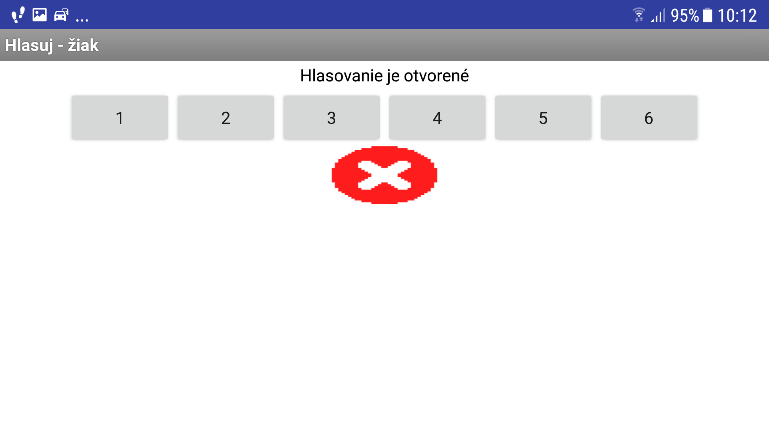 ... 95% 10:12
Hlasuj - žiak
Hlasovanie je otvorené
1 2 3 4 5 6